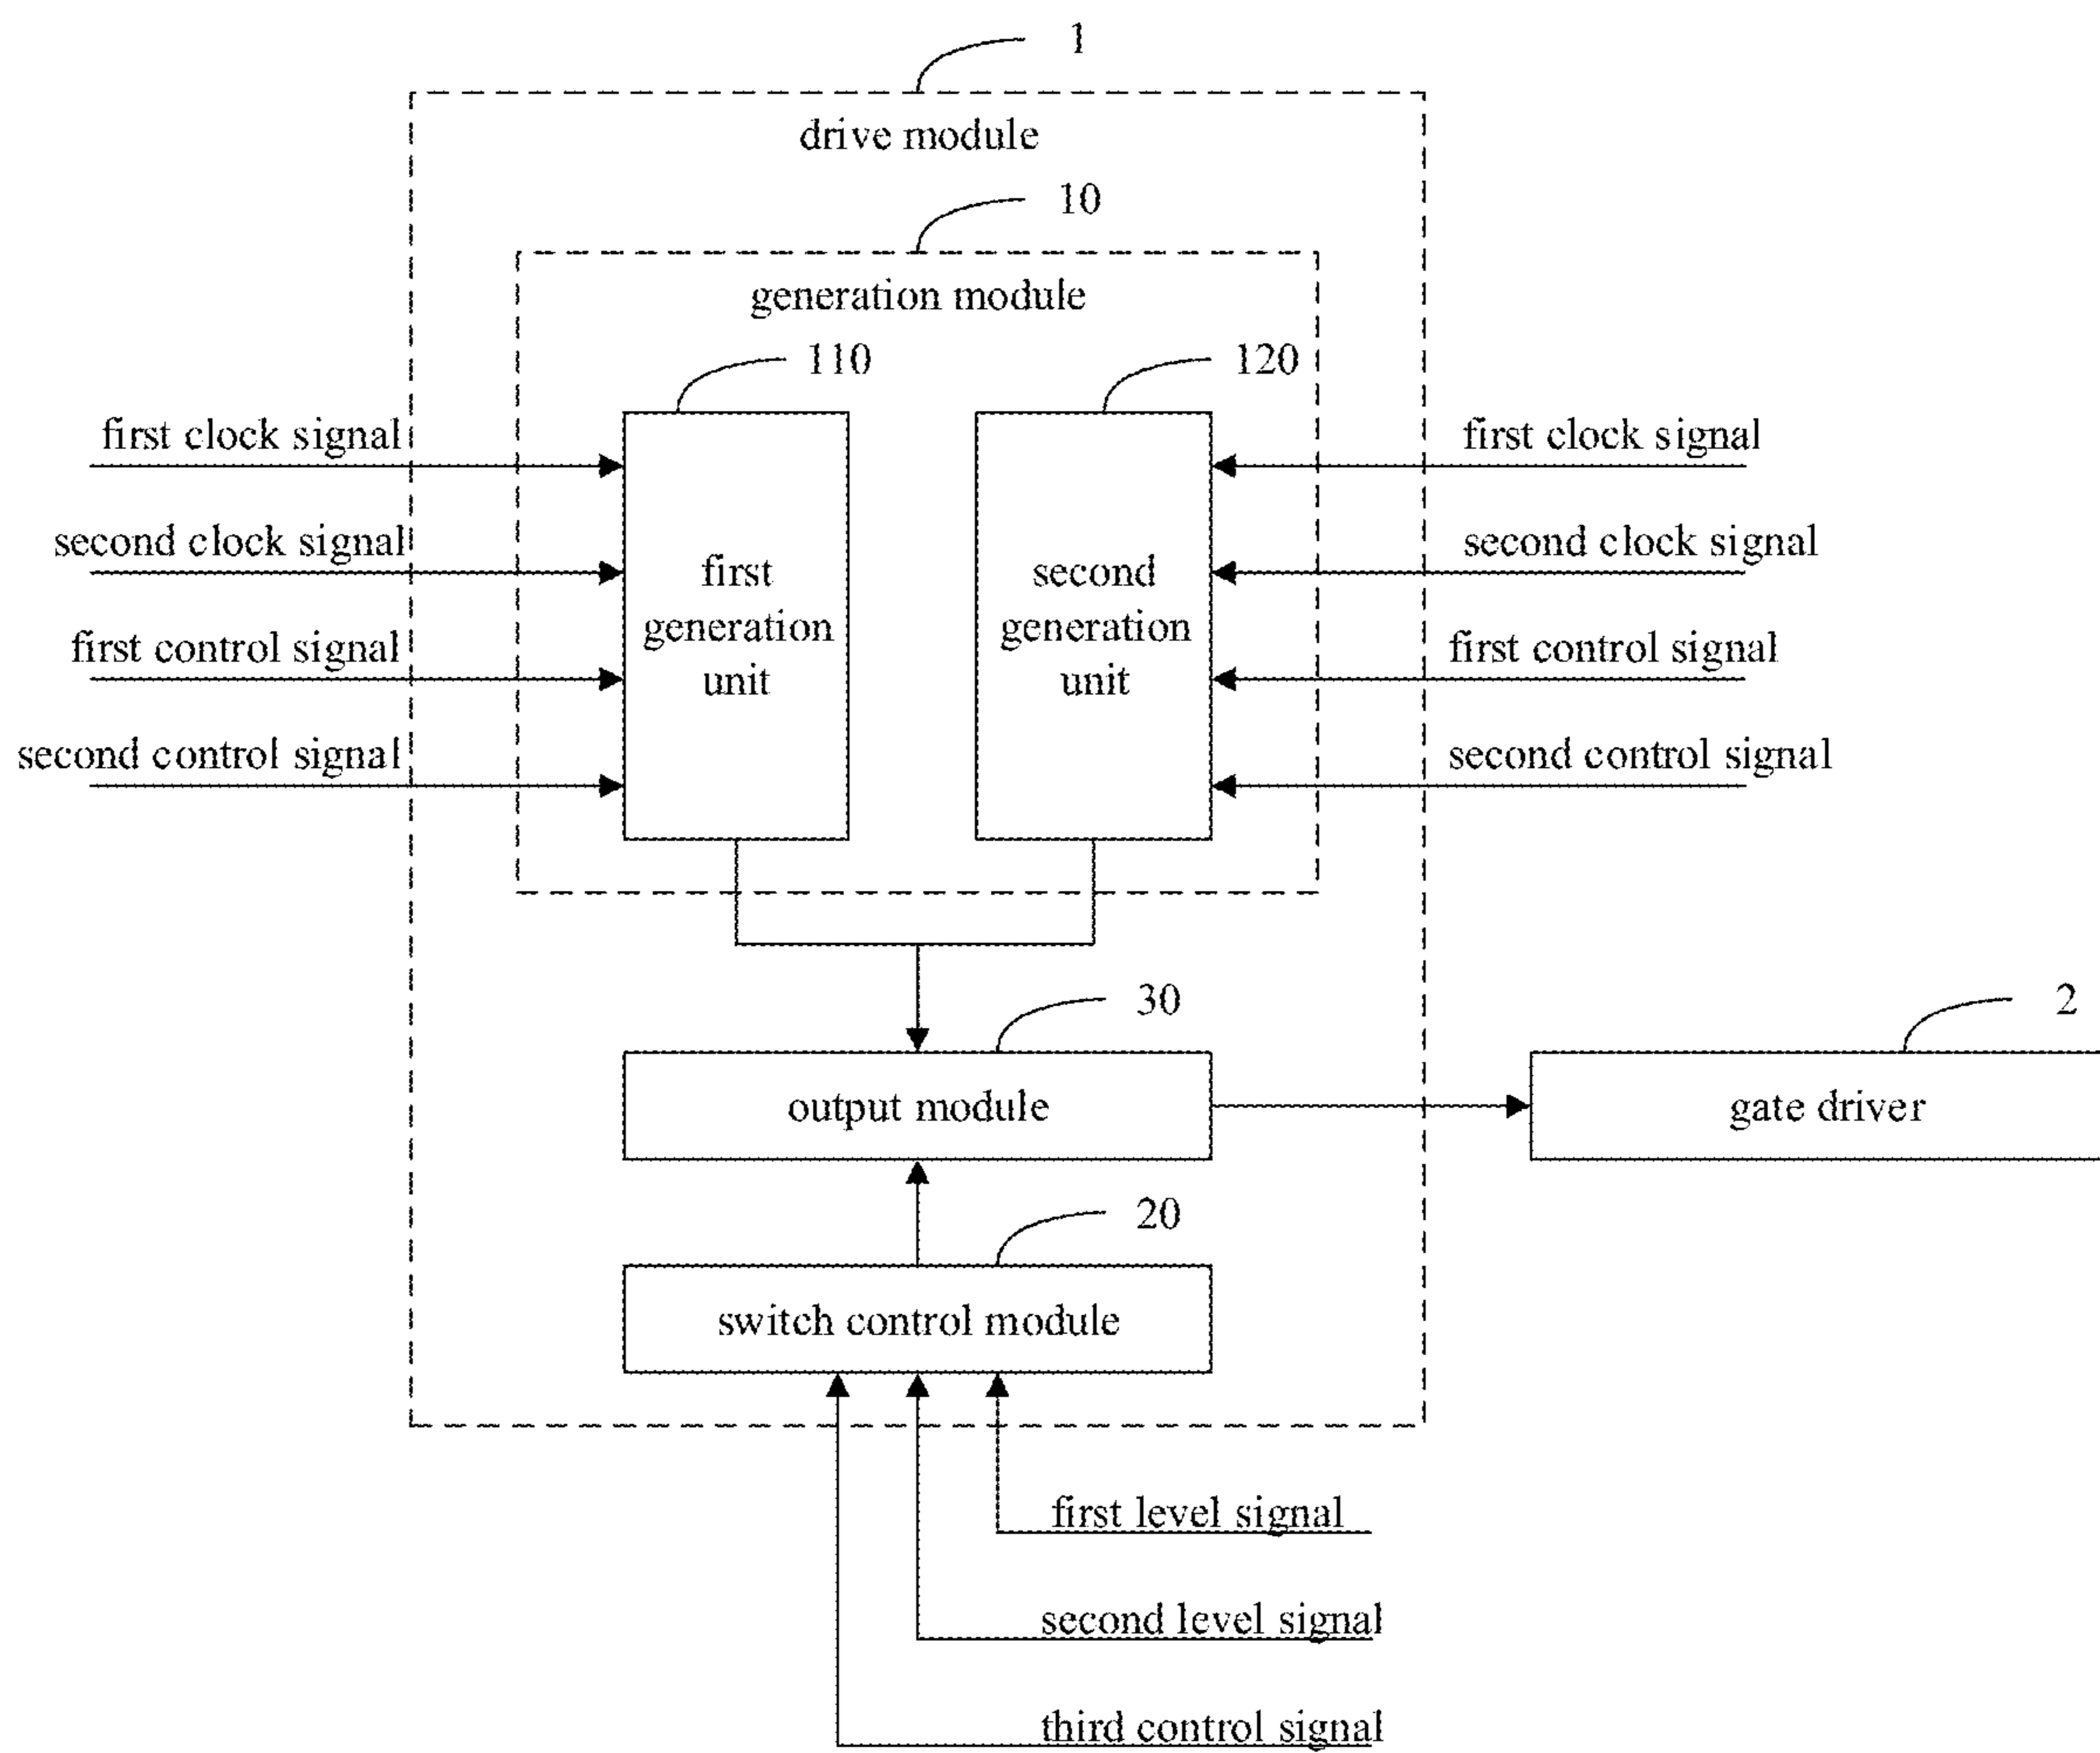 1
drive module
10
generation module
110
120
first clock signal
first clock signal
second clock signal
second clock signal
first
generation
unit
second
generation
unit
first control signal
first control signal
second control signal
second control signal
30
2
output module
gate driver
20
switch control module
first level signal
second level signal
third control signal